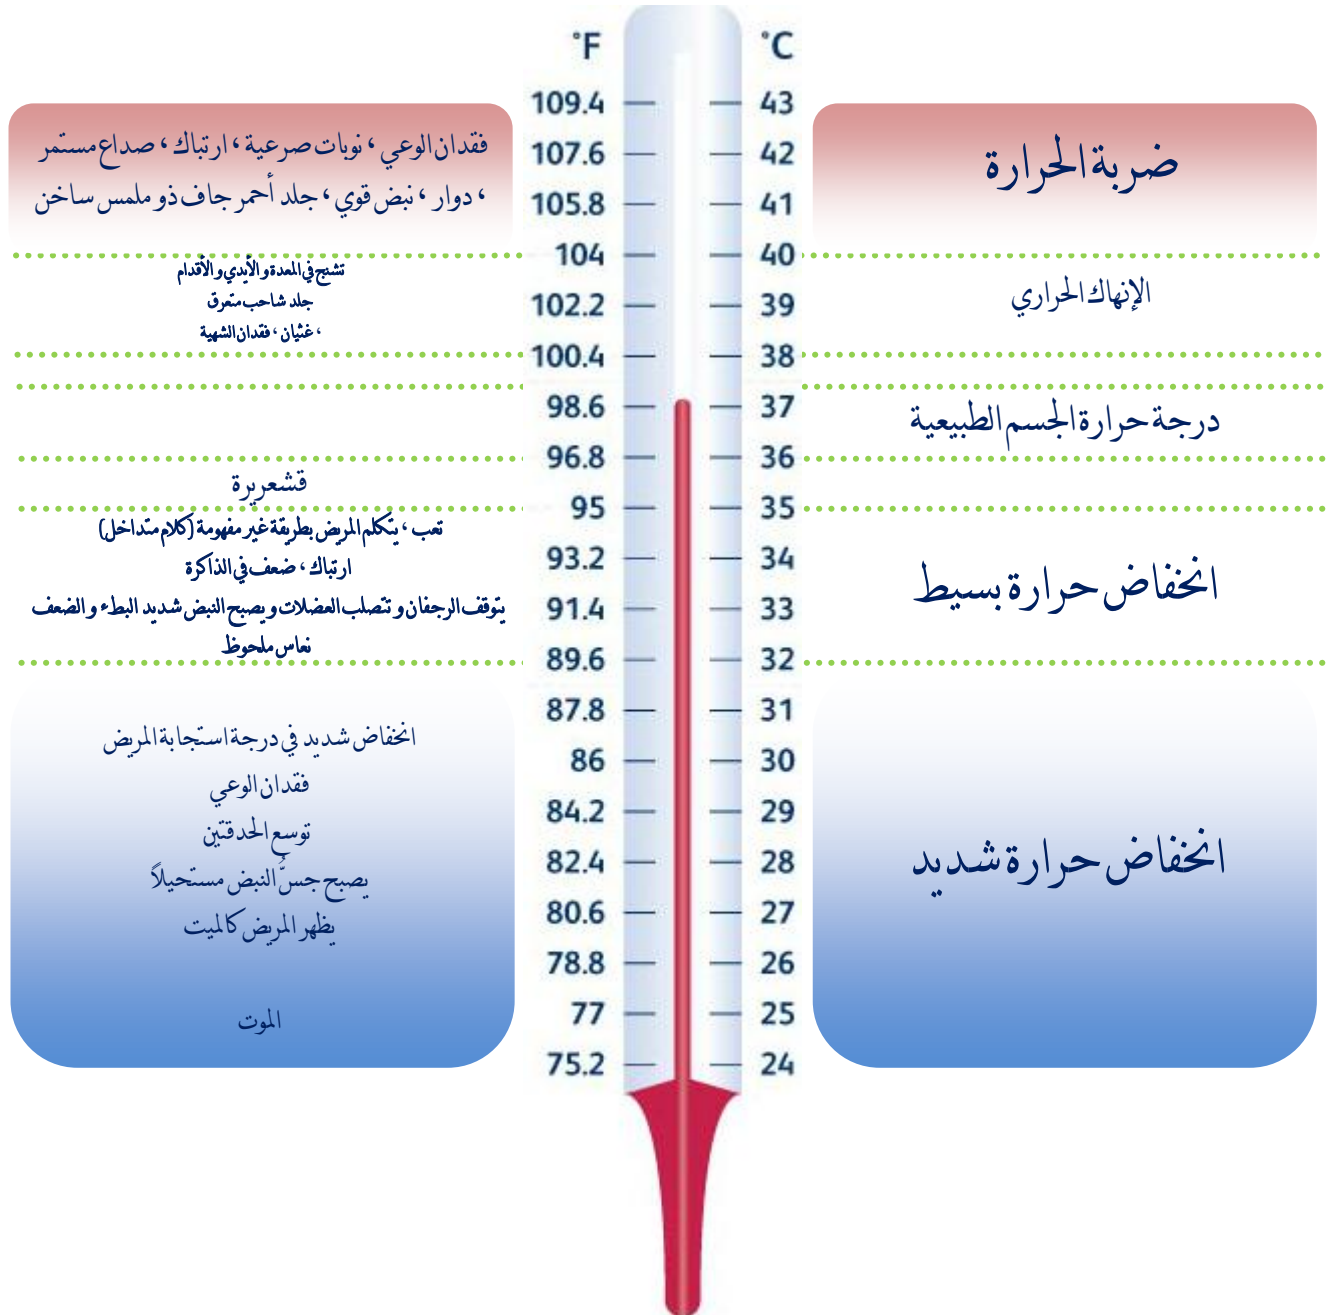 °F
°C
109.4
43
107.6
42
105.8
41
104
40
102.2
39
100.4
38
98.6
37
96.8
36
95
35
93.2
34
91.4
33
89.6
32
87.8
31
86
30
84.2
29
82.4
28
80.6
27
78.8
26
77
25
75.2
24
ضربة الحرارة
فقدان الوعي ، نوبات صرعية ، ارتباك ، صداع مستمر
، دوار ، نبض قوي ، جلد أحمر جاف ذو ملمس ساخن
الإنهاك الحراري
تشنج في المعدة والأيدي والأقدام
جلد شاحب متعرق
، غثيان ، فقدان الشهية
درجة حرارة الجسم الطبيعية
قشعريرة
انخفاض حرارة بسيط
تعب ، يتكلم المريض بطريقة غير مفهومة (كلام متداخل)
ارتباك ، ضعف في الذاكرة
يتوقف الرجفان و تتصلب العضلات و يصبح النبض شديد البطء و الضعف
نعاس ملحوظ
انخفاض حرارة شديد
انخفاض شديد في درجة استجابة المريض
فقدان الوعي
توسع الحدقتين
يصبح جسُّ النبض مستحيلاً
يظهر المريض كالميت
الموت